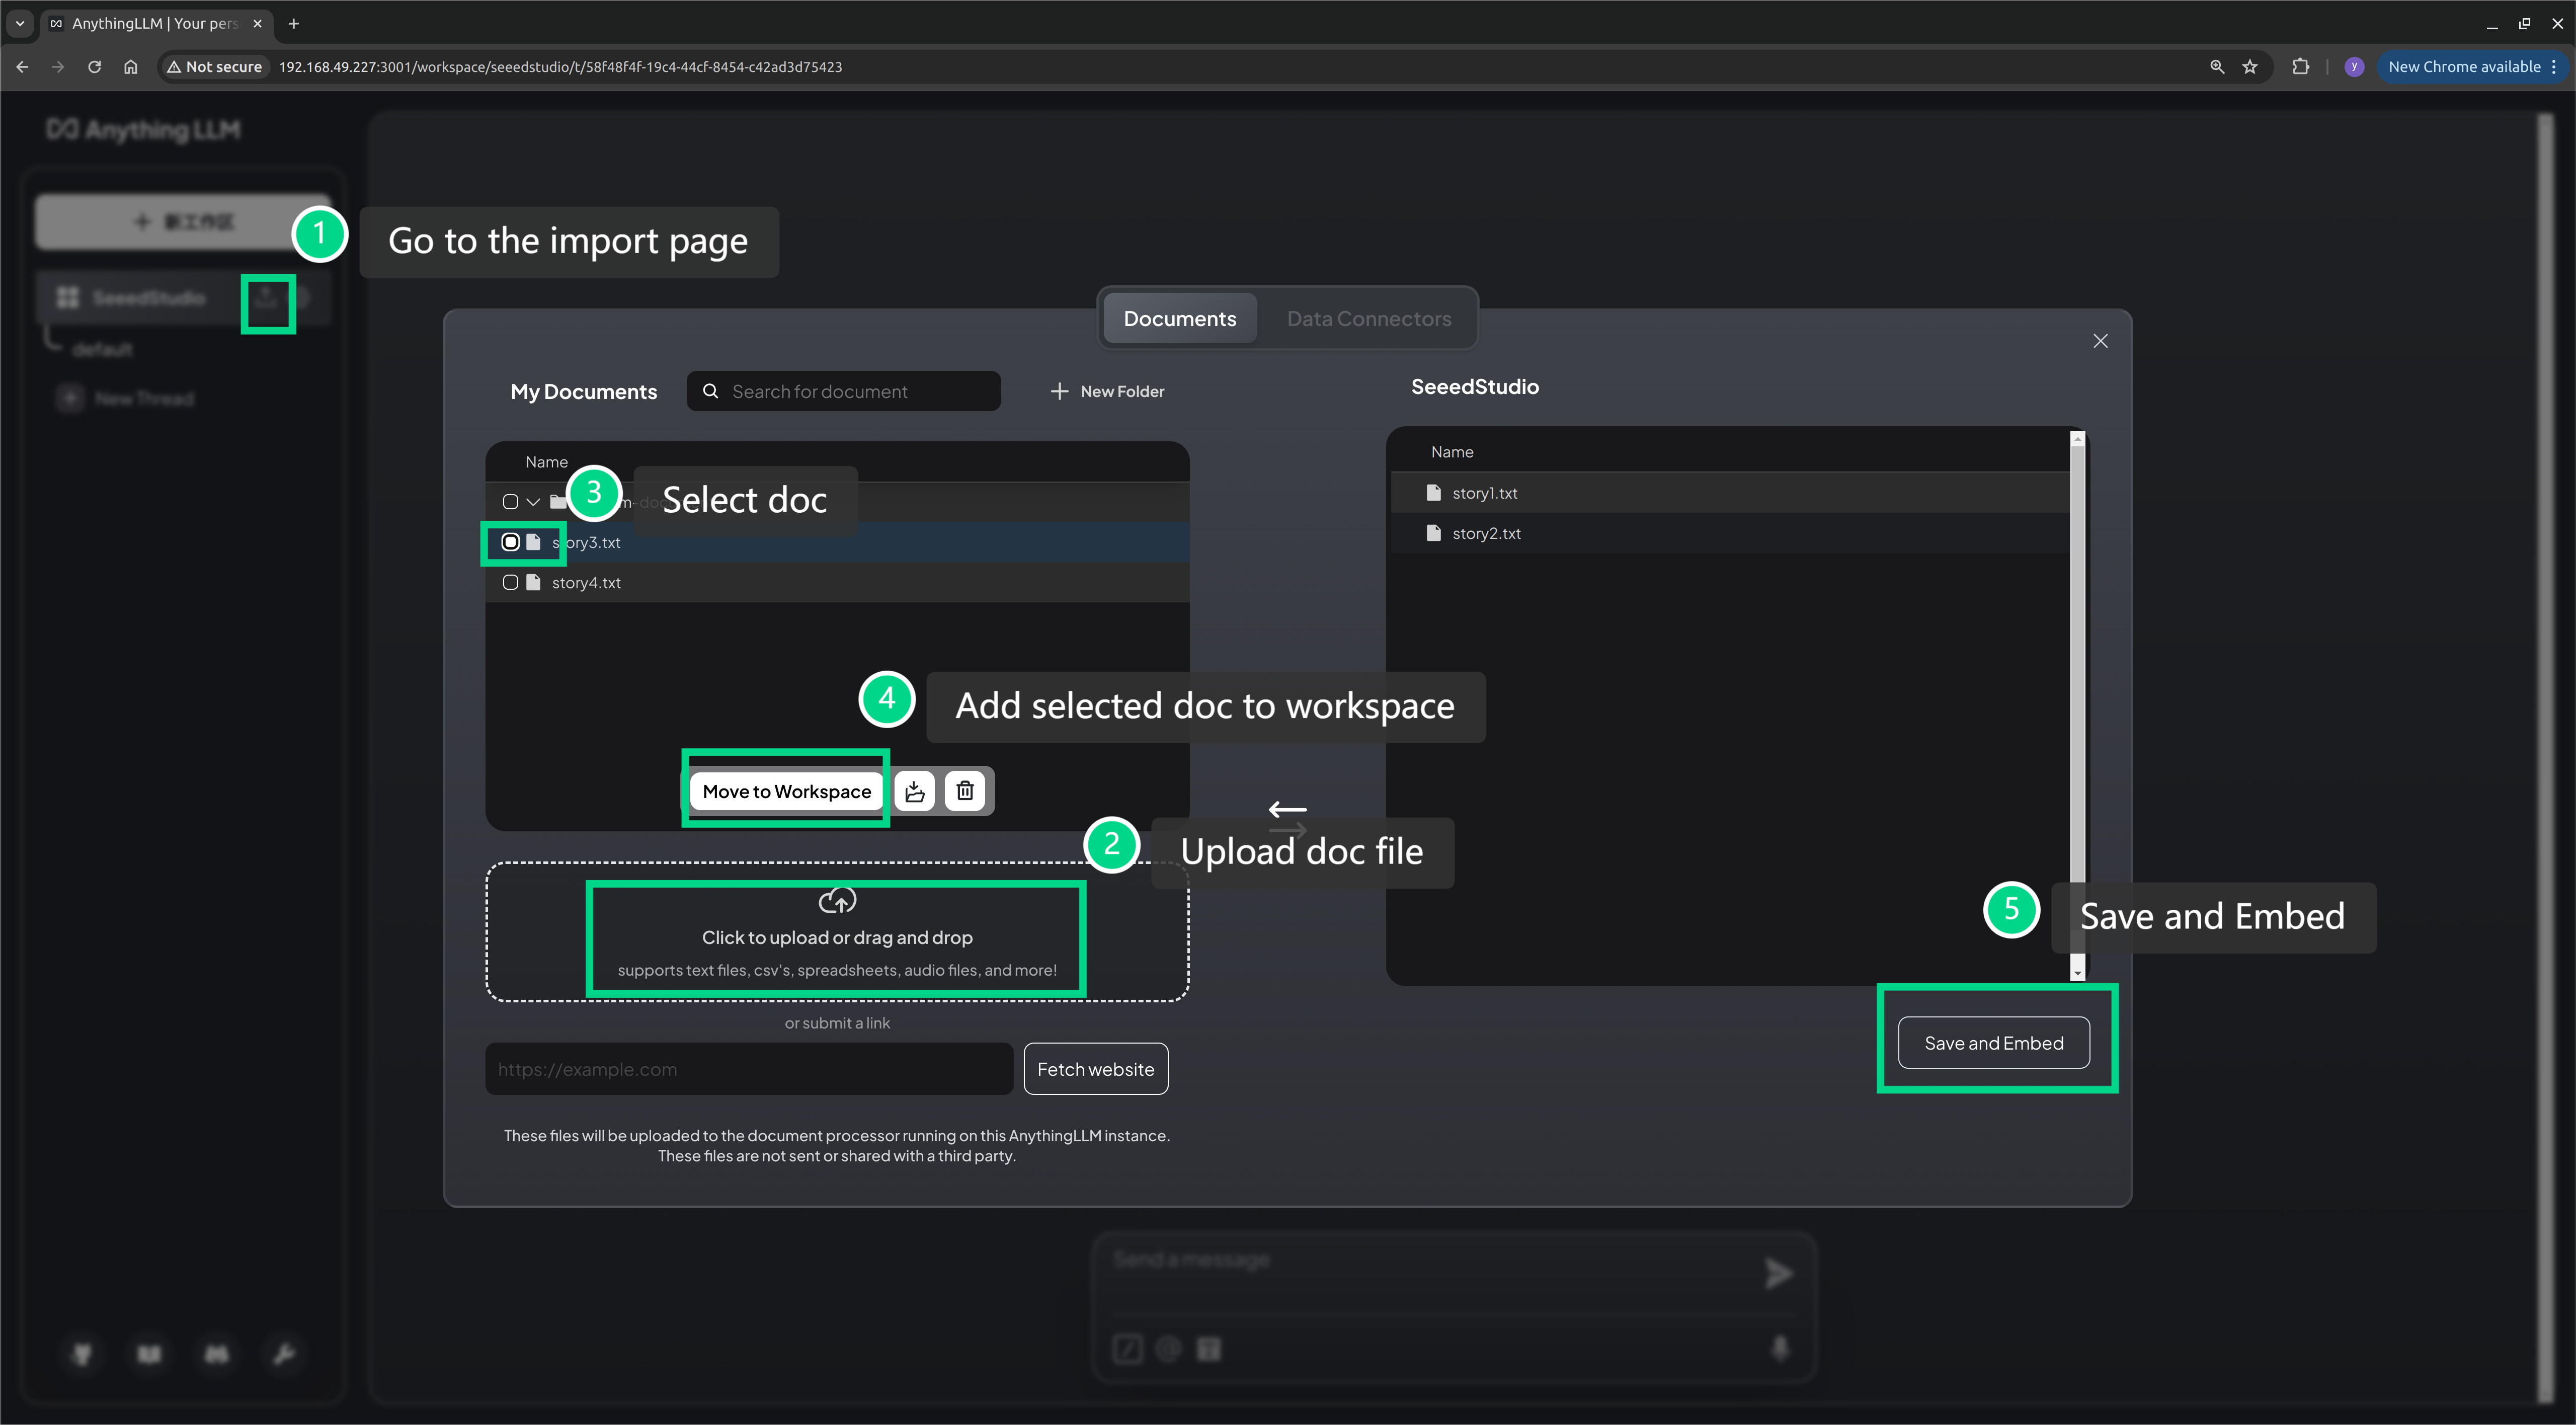 AnythingLLM | Your pers
Not secure
192.168.49.227:3001/workspace/seeedstudio/t/58f48f4f-19c4-44cf-8454-c42ad3d75423
y
New Chrome available
Anything LLM
新工作区
1
Go to the import page
SeeedStudio
default
New Thread
Documents
Data Connectors
My Documents
Search for document
New Folder
SeeedStudio
Name
Name
3
Select doc
story3.txt
story4.txt
story1.txt
story2.txt
4
Add selected doc to workspace
Move to Workspace
2
Upload doc file
Click to upload or drag and drop
supports text files, csv's, spreadsheets, audio files, and more!
5
Save and Embed
or submit a link
https://example.com
Fetch website
Save and Embed
These files will be uploaded to the document processor running on this AnythingLLM instance.
These files are not sent or shared with a third party.
Send a message